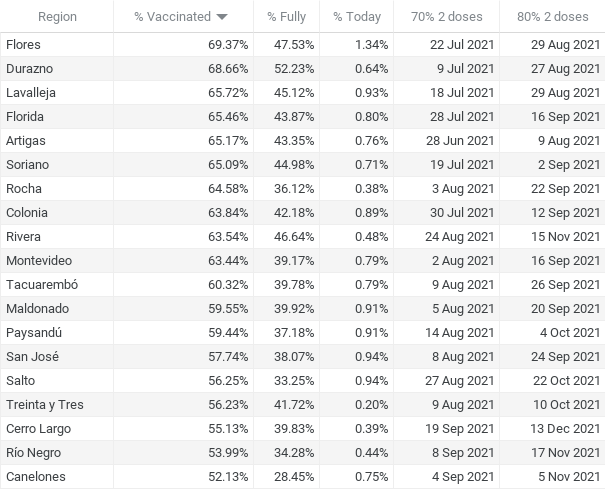 Region % Vaccinated % Fully % Today 70% 2 doses 80% 2 doses
Flores 69.37% 47.53% 1.34% 22 Jul 2021 29 Aug 2021
Durazno 68.66% 52.23% 0.64% 9 Jul 2021 27 Aug 2021
Lavalleja 65.72% 45.12% 0.93% 18 Jul 2021 29 Aug 2021
Florida 65.46% 43.87% 0.80% 28 Jul 2021 16 Sep 2021
Artigas 65.17% 43.35% 0.76% 28 Jun 2021 9 Aug 2021
Soriano 65.09% 44.98% 0.71% 19 Jul 2021 2 Sep 2021
Rocha 64.58% 36.12% 0.38% 3 Aug 2021 22 Sep 2021
Colonia 63.84% 42.18% 0.89% 30 Jul 2021 12 Sep 2021
Rivera 63.54% 46.64% 0.48% 24 Aug 2021 15 Nov 2021
Montevideo 63.44% 39.17% 0.79% 2 Aug 2021 16 Sep 2021
Tacuarembó 60.32% 39.78% 0.79% 9 Aug 2021 26 Sep 2021
Maldonado 59.55% 39.92% 0.91% 5 Aug 2021 20 Sep 2021
Paysandú 59.44% 37.18% 0.91% 14 Aug 2021 4 Oct 2021
San José 57.74% 38.07% 0.94% 8 Aug 2021 24 Sep 2021
Salto 56.25% 33.25% 0.94% 27 Aug 2021 22 Oct 2021
Treinta y Tres 56.23% 41.72% 0.20% 9 Aug 2021 10 Oct 2021
Cerro Largo 55.13% 39.83% 0.39% 19 Sep 2021 13 Dec 2021
Río Negro 53.99% 34.28% 0.44% 8 Sep 2021 17 Nov 2021
Canelones 52.13% 28.45% 0.75% 4 Sep 2021 5 Nov 2021